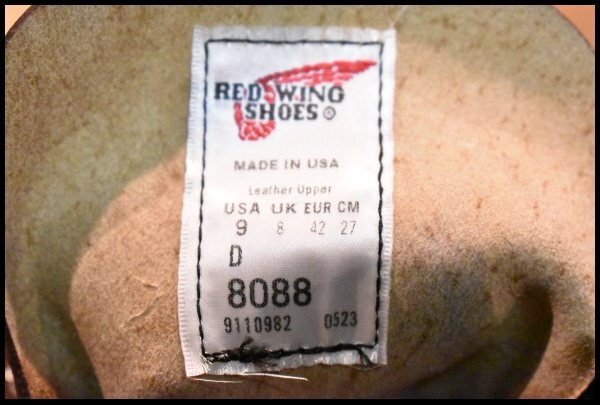 RED WING
SHOES®
MADE IN USA
Leather Upper
USA UK EUR CM
9 8 42 27
D
8088
9110982 0523